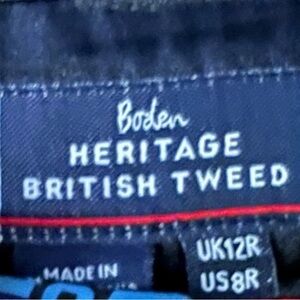 Boden
HERITAGE
BRITISH TWEED
UK12R
MADE IN
US8R